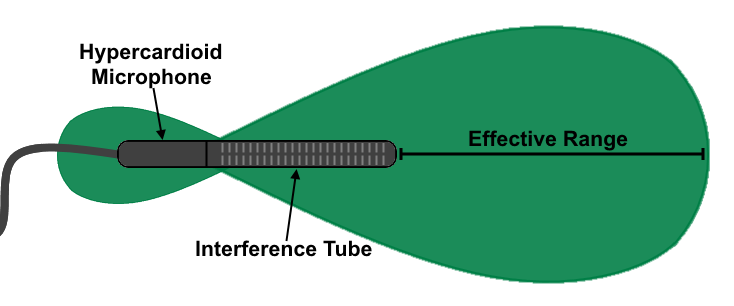 Hypercardioid
Microphone
Effective Range
Interference Tube